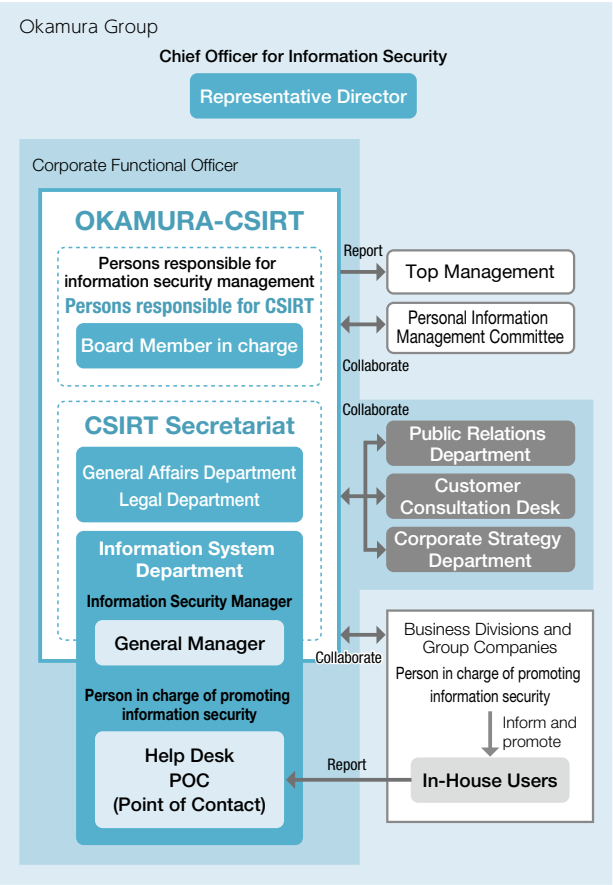 Okamura Group
Chief Officer for Information Security
Representative Director
Corporate Functional Officer
OKAMURA-CSIRT
Persons responsible for
information security management
Persons responsible for CSIRT
Board Member in charge
Report
Top Management
Personal Information
Management Committee
Collaborate
CSIRT Secretariat
General Affairs Department
Legal Department
Collaborate
Public Relations
Department
Customer
Consultation Desk
Corporate Strategy
Department
Information System
Department
Information Security Manager
General Manager
Collaborate
Business Divisions and
Group Companies
Person in charge of promoting
information security
Inform and
promote
In-House Users
Report
Person in charge of promoting
information security
Help Desk
POC
(Point of Contact)